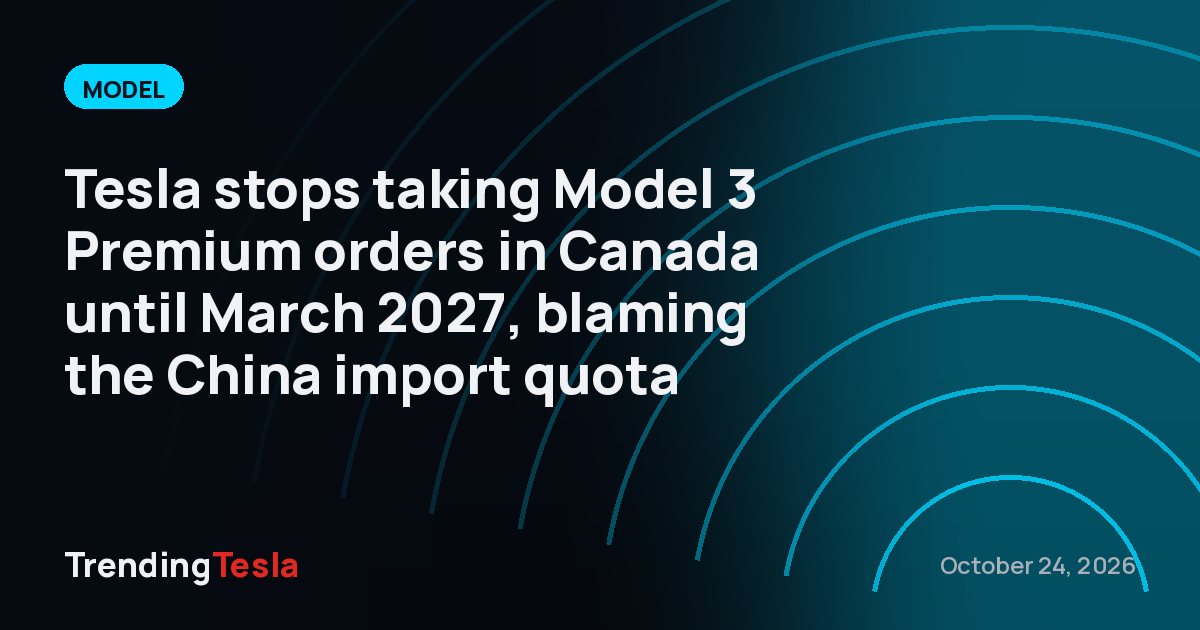 MODEL
Tesla stops taking Model 3
Premium orders in Canada
until March 2027, blaming
the China import quota
TrendingTesla
October 24, 2026